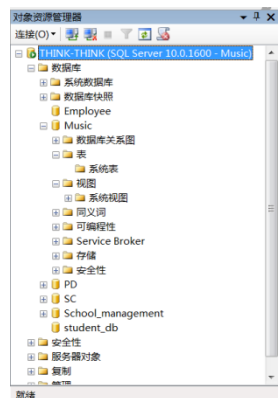 对象资源管理器
连接(O)
THINK-THINK (SQL Server 10.0.1600 - Music)
数据库
系统数据库
数据库快照
Employee
Music
数据库关系图
表
系统表
视图
系统视图
同义词
可编程性
Service Broker
存储
安全性
PD
SC
School_management
student_db
安全性
服务器对象
复制
管理
就绪